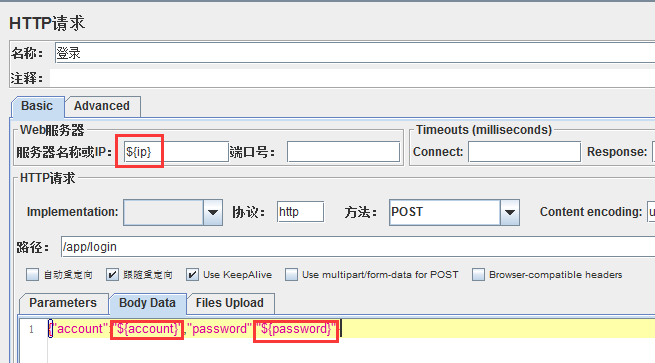 HTTP请求
名称： 登录
注释：
Basic Advanced
Web服务器 Timeouts (milliseconds)
服务器名称或IP： ${ip} 端口号： Connect: Response:
HTTP请求
Implementation: 协议： http 方法： POST Content encoding:
路径： /app/login
自动重定向 跟随重定向 Use KeepAlive Use multipart/form-data for POST Browser-compatible headers
Parameters Body Data Files Upload
1 {"account":"${account}","password":"${password}"}